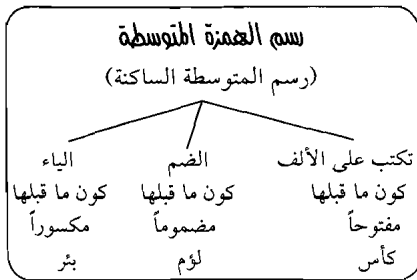 رسم الهمزة المتوسطة
(رسم المتوسطة الساكنة)
تكتب على الألف الضم الياء
كون ما قبلها كون ما قبلها كون ما قبلها
مفتوحاً مضموماً مكسوراً
كأس لؤم بئر